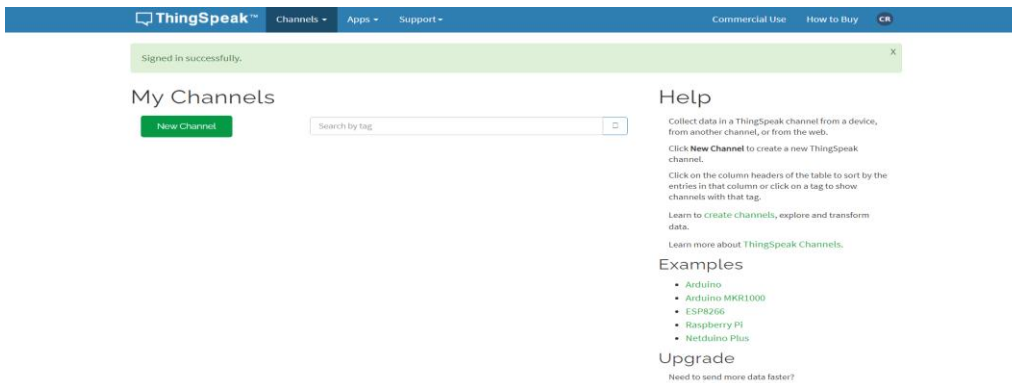 ThingSpeak™ Channels Apps Support Commercial Use How to Buy CR
Signed in successfully. X
My Channels
New Channel
Search by tag
Help
Collect data in a ThingSpeak channel from a device,
from another channel, or from the web.
Click New Channel to create a new ThingSpeak
channel.
Click on the column headers of the table to sort by the
entries in that column or click on a tag to show
channels with that tag.
Learn to create channels, explore and transform
data.
Learn more about ThingSpeak Channels.
Examples
Arduino
Arduino MKR1000
ESP8266
Raspberry Pi
Netduino Plus
Upgrade
Need to send more data faster?